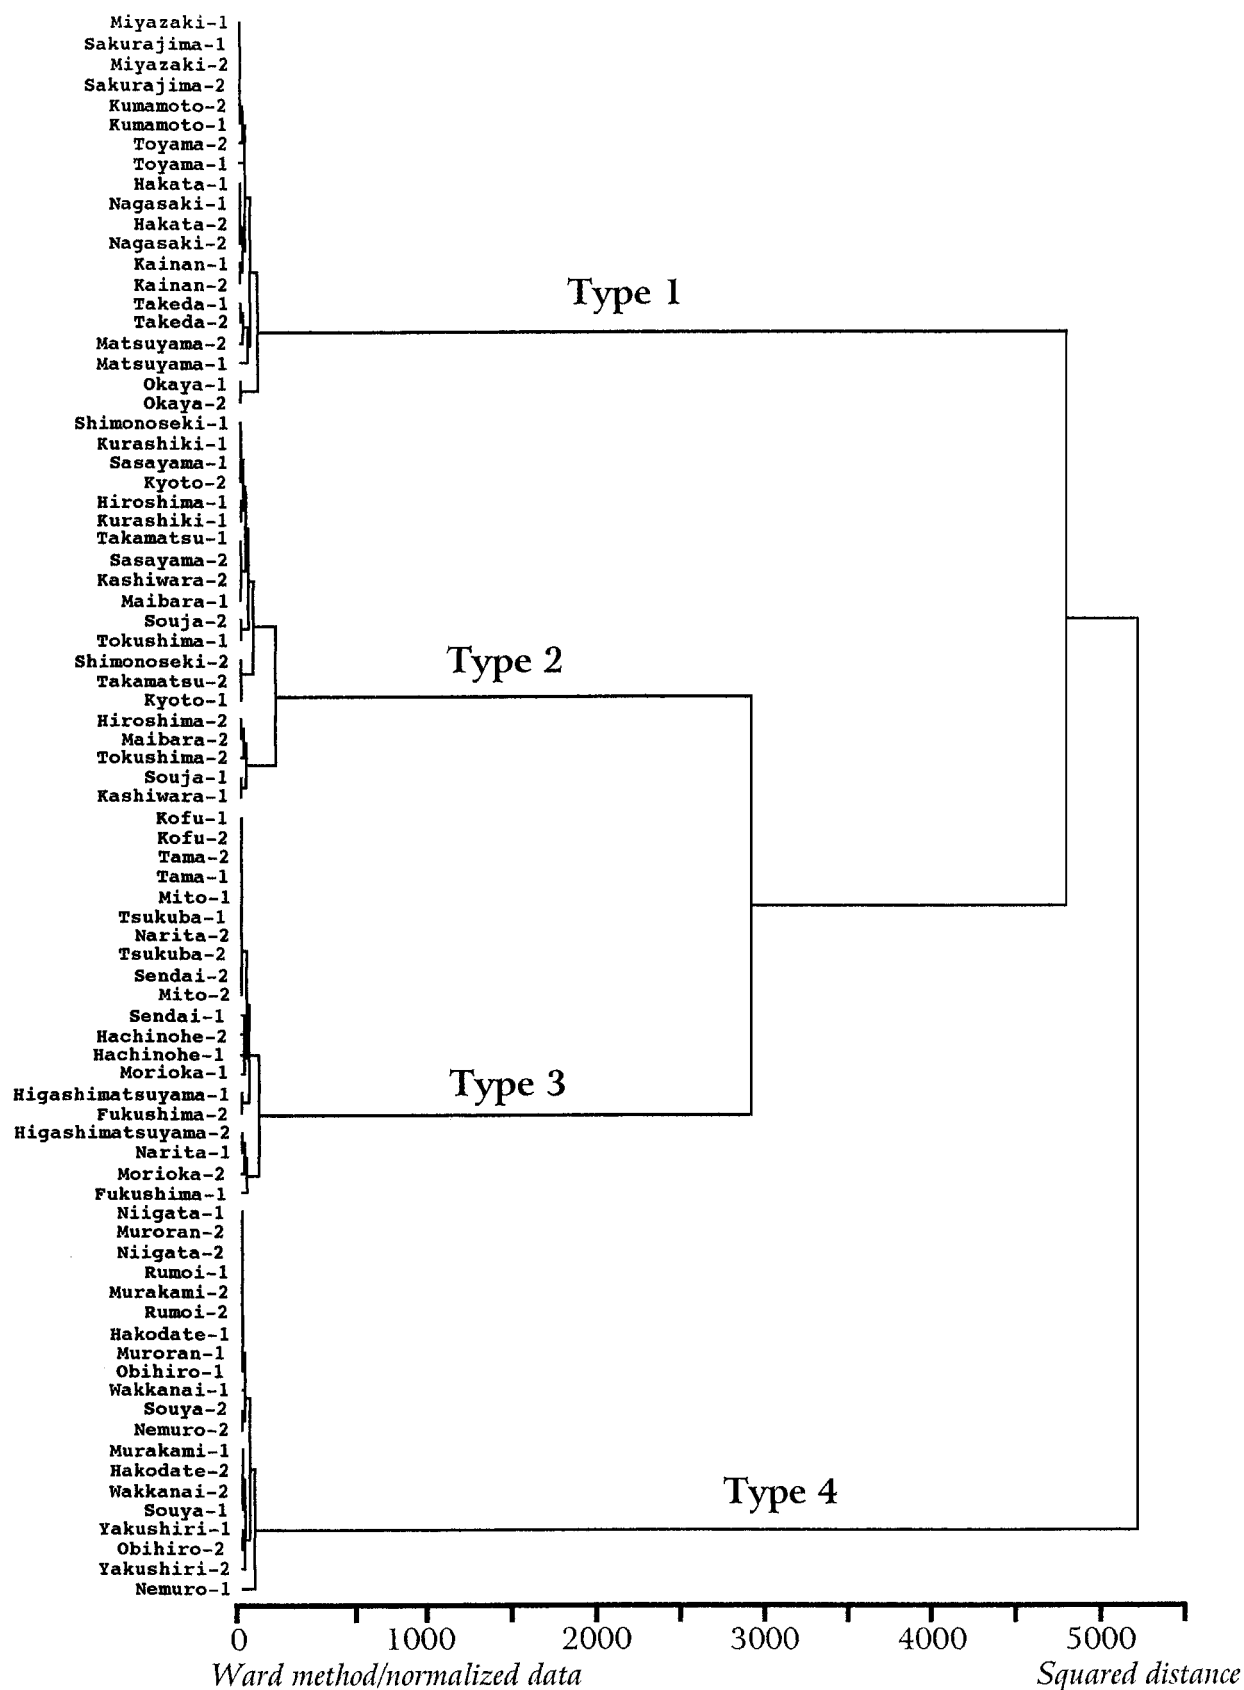 Miyazaki-1
Sakurajima-1
Miyazaki-2
Sakurajima-2
Kumamoto-2
Kumamoto-1
Toyama-2
Toyama-1
Hakata-1
Nagasaki-1
Hakata-2
Nagasaki-2
Kainan-1
Kainan-2
Type 1
Takeda-1
Takeda-2
Matsuyama-2
Matsuyama-1
Okaya-1
Okaya-2
Shimonoseki-1
Kurashiki-1
Sasayama-1
Kyoto-2
Hiroshima-1
Kurashiki-1
Takamatsu-1
Sasayama-2
Kashiwara-2
Maibara-1
Souja-2
Tokushima-1
Shimonoseki-2
Type 2
Takamatsu-2
Kyoto-1
Hiroshima-2
Maibara-2
Tokushima-2
Souja-1
Kashiwara-1
Kofu-1
Kofu-2
Tama-2
Tama-1
Mito-1
Tsukuba-1
Narita-2
Tsukuba-2
Sendai-2
Mito-2
Sendai-1
Hachinohe-2
Hachinohe-1
Morioka-1
Type 3
Higashimatsuyama-1
Fukushima-2
Higashimatsuyama-2
Narita-1
Morioka-2
Fukushima-1
Niigata-1
Muroran-2
Niigata-2
Rumoi-1
Murakami-2
Rumoi-2
Hakodate-1
Muroran-1
Obihiro-1
Wakkanai-1
Souya-2
Nemuro-2
Murakami-1
Hakodate-2
Wakkanai-2
Type 4
Souya-1
Yakushiri-1
Obihiro-2
Yakushiri-2
Nemuro-1
0 1000 2000 3000 4000 5000
Ward method/normalized data Squared distance